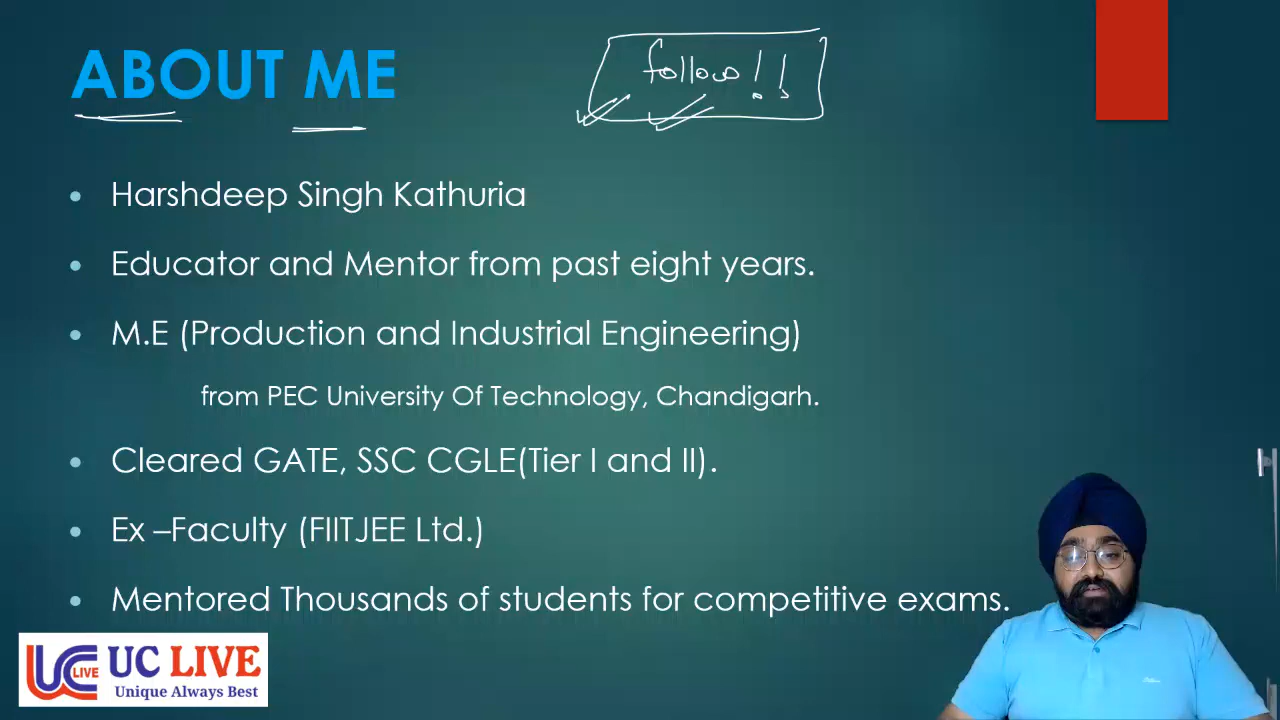 ABOUT ME
follow!!
Harshdeep Singh Kathuria
Educator and Mentor from past eight years.
M.E (Production and Industrial Engineering)
from PEC University Of Technology, Chandigarh.
Cleared GATE, SSC CGLE(Tier I and II).
Ex –Faculty (FIITJEE Ltd.)
Mentored Thousands of students for competitive exams.
UC LIVE
LIVE
Unique Always Best